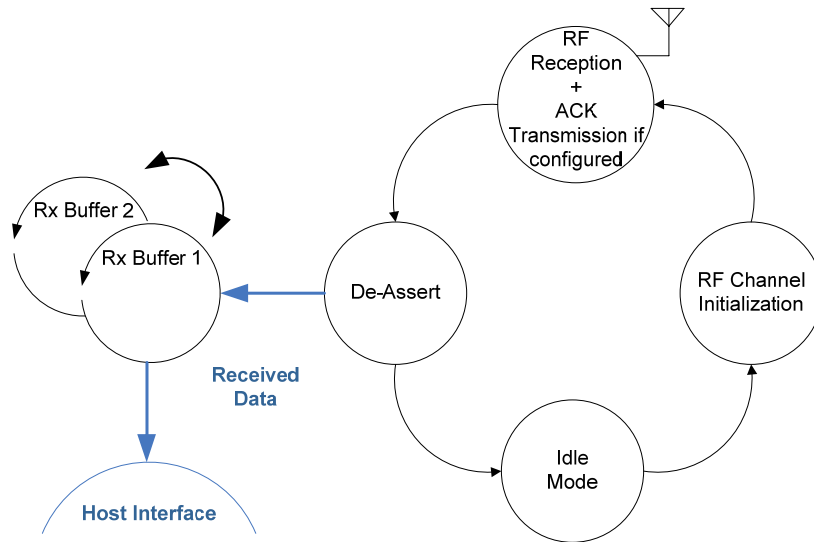 RF
Reception
+
ACK
Transmission if
configured
Rx Buffer 2
Rx Buffer 1
De-Assert
RF Channel
Initialization
Received
Data
Idle
Mode
Host Interface